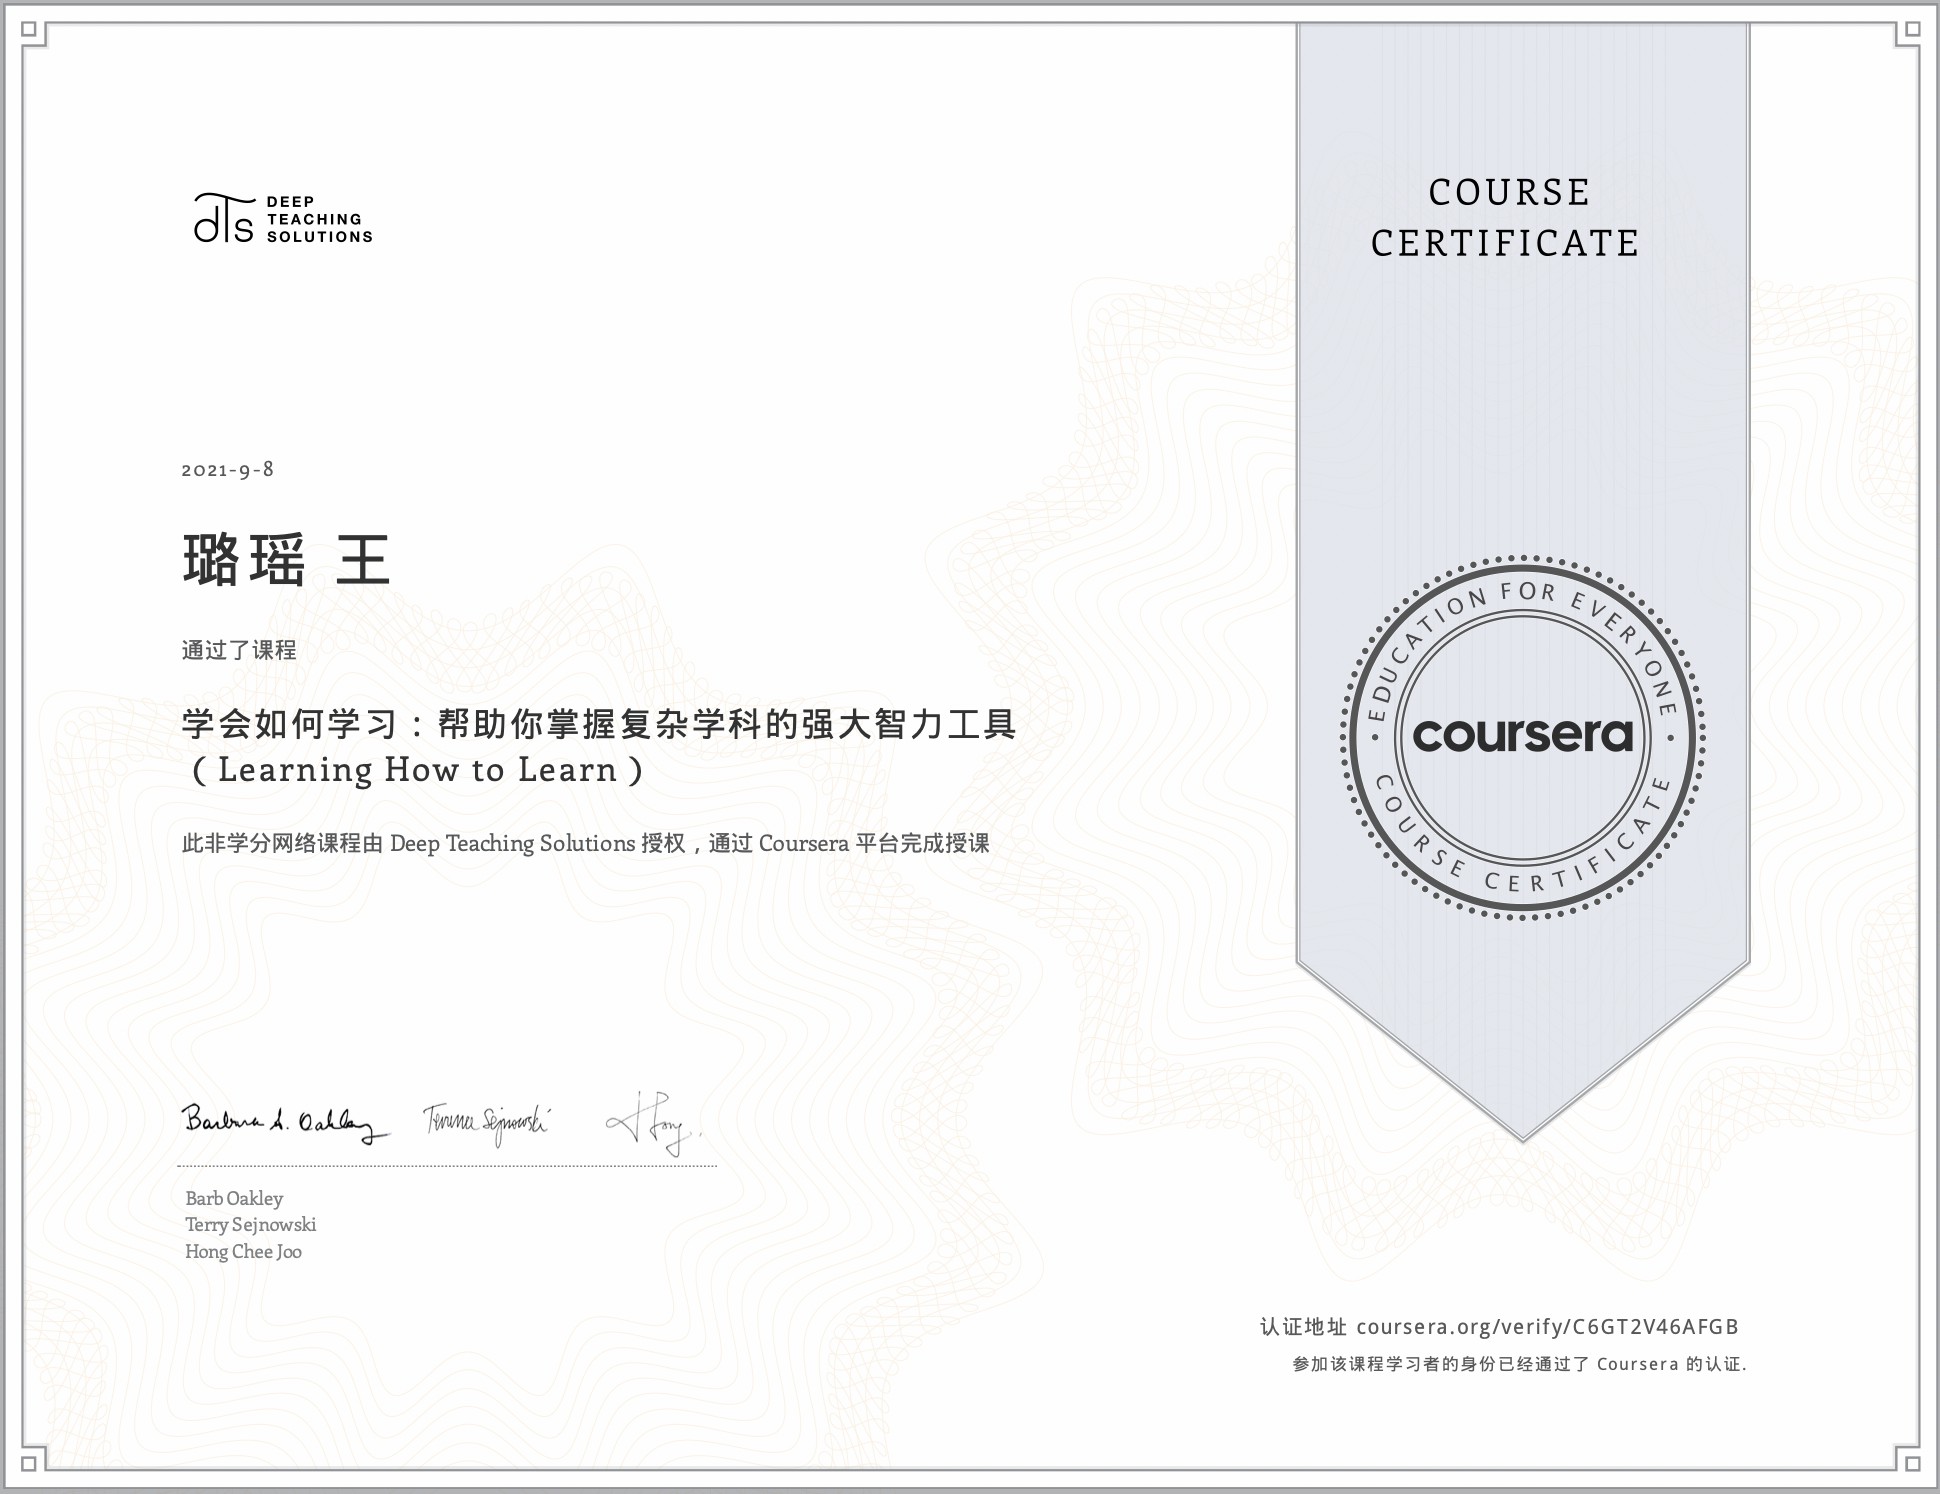 DEEP
TEACHING
SOLUTIONS
COURSE
CERTIFICATE
2021-9-8
璐瑶 王
通过了课程
学会如何学习：帮助你掌握复杂学科的强大智力工具
（Learning How to Learn）
此非学分网络课程由 Deep Teaching Solutions 授权，通过 Coursera 平台完成授课
EDUCATION FOR EVERYONE
coursera
COURSE CERTIFICATE
Barbara A. Oakley
Terrence Sejnowski
Barb Oakley
Terry Sejnowski
Hong Chee Joo
认证地址 coursera.org/verify/C6GT2V46AFGB
参加该课程学习者的身份已经通过了 Coursera 的认证.